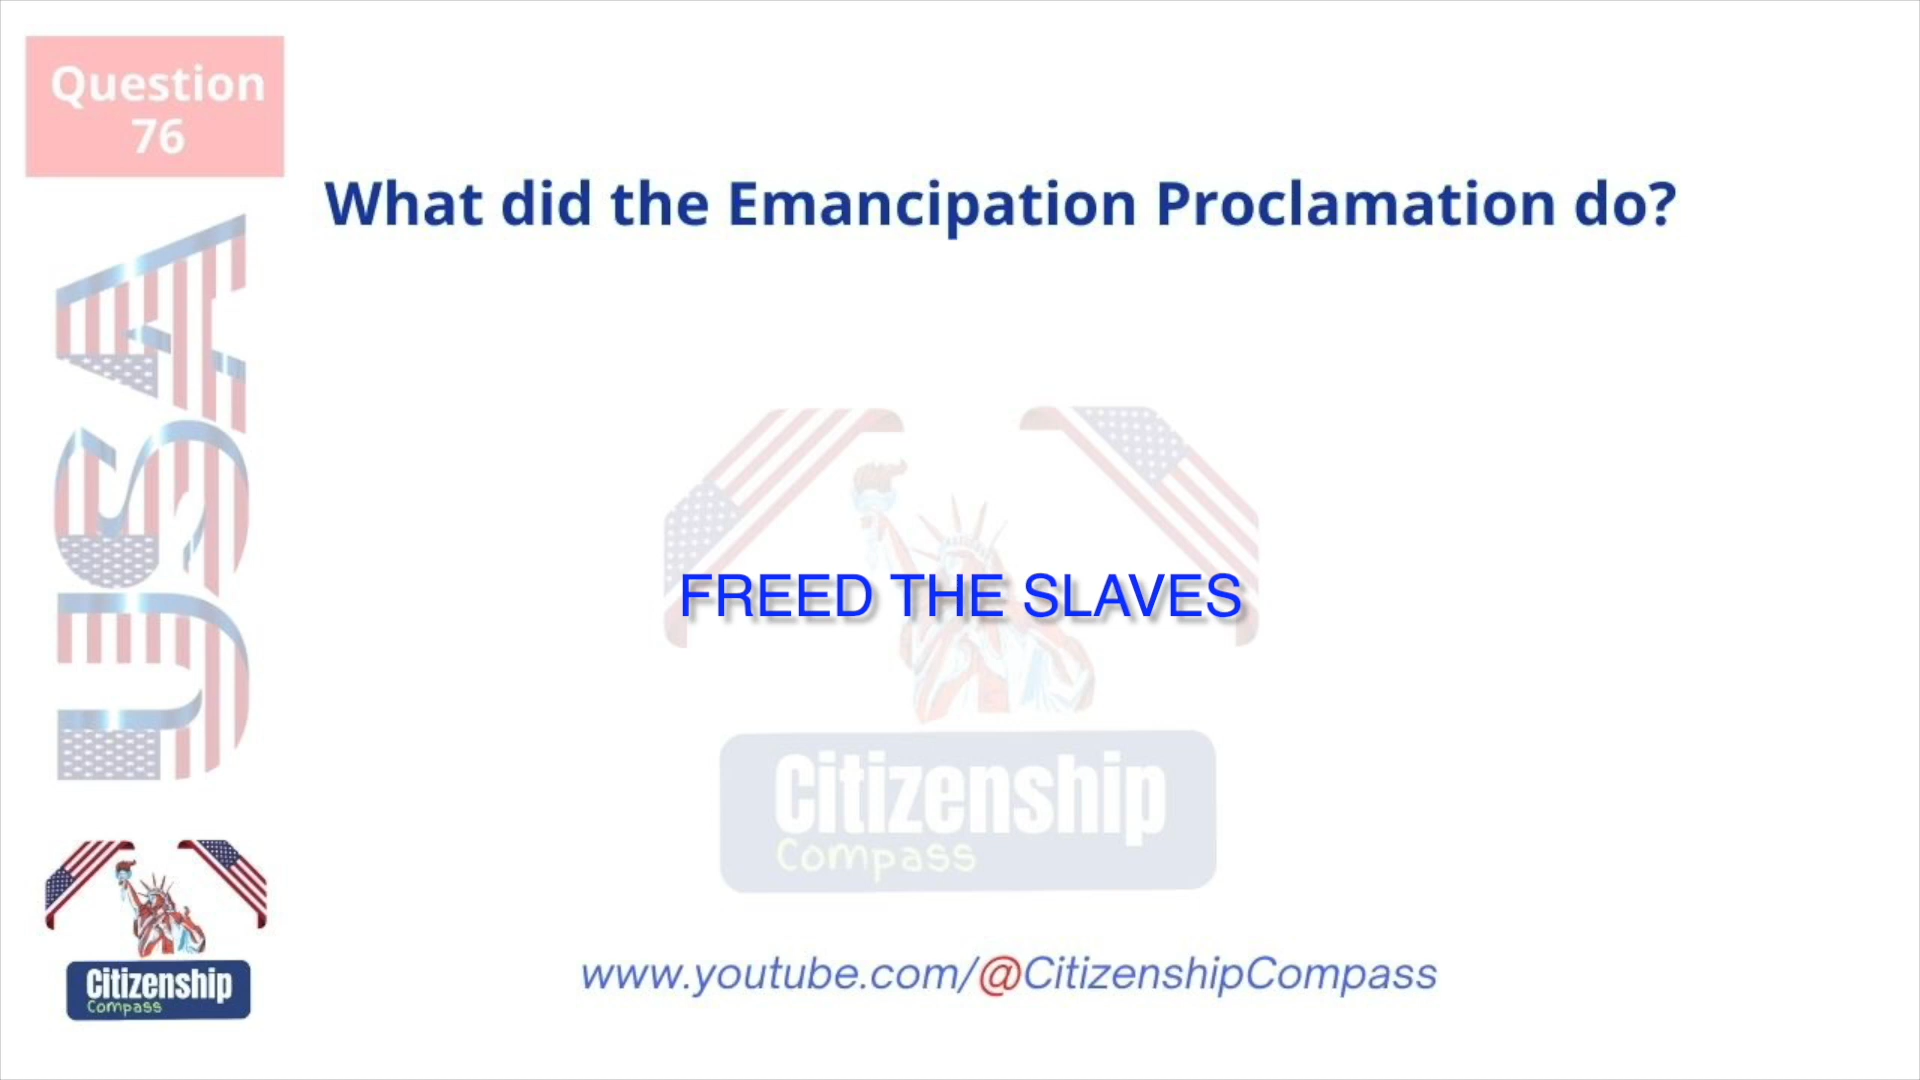 Question
76
What did the Emancipation Proclamation do?
USA
FREED THE SLAVES
Citizenship
Compass
Citizenship
Compass
www.youtube.com/@CitizenshipCompass